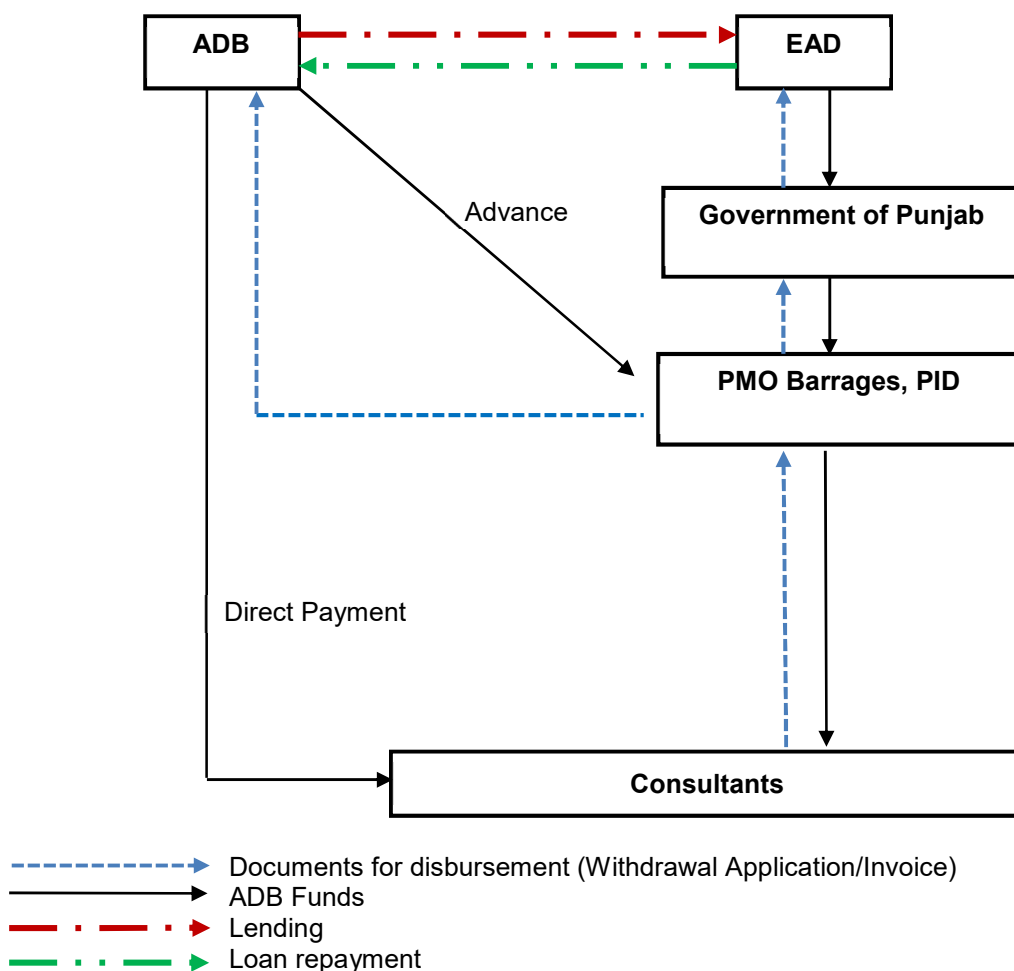 ADB
EAD
Advance
Government of Punjab
PMO Barrages, PID
Direct Payment
Consultants
Documents for disbursement (Withdrawal Application/Invoice)
ADB Funds
Lending
Loan repayment